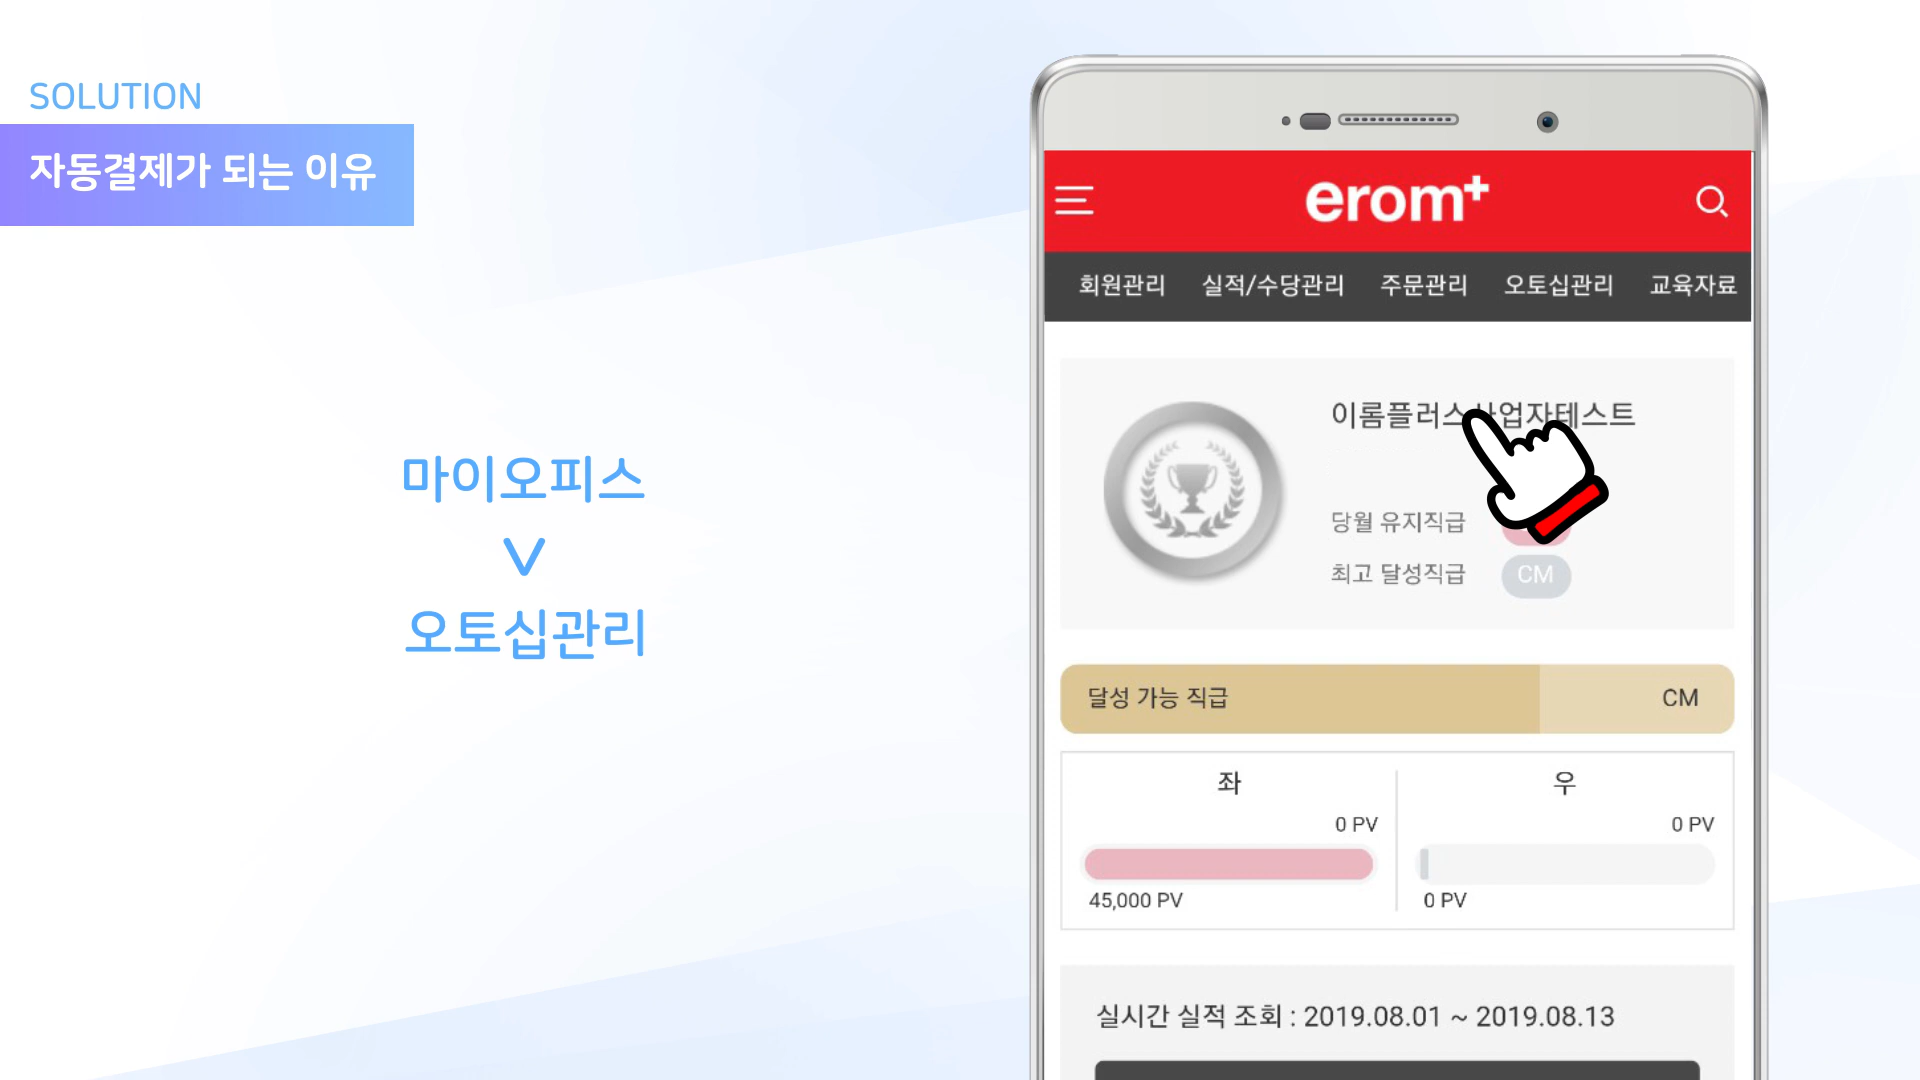 SOLUTION
자동결제가 되는 이유
마이오피스
오토십관리
erom+
회원관리 실적/수당관리 주문관리 오토십관리 교육자료
이롬플러스사업자테스트
당월 유지직급
최고 달성직급 CM
달성 가능 직급 CM
좌 우
0 PV 0 PV
45,000 PV 0 PV
실시간 실적 조회 : 2019.08.01 ~ 2019.08.13